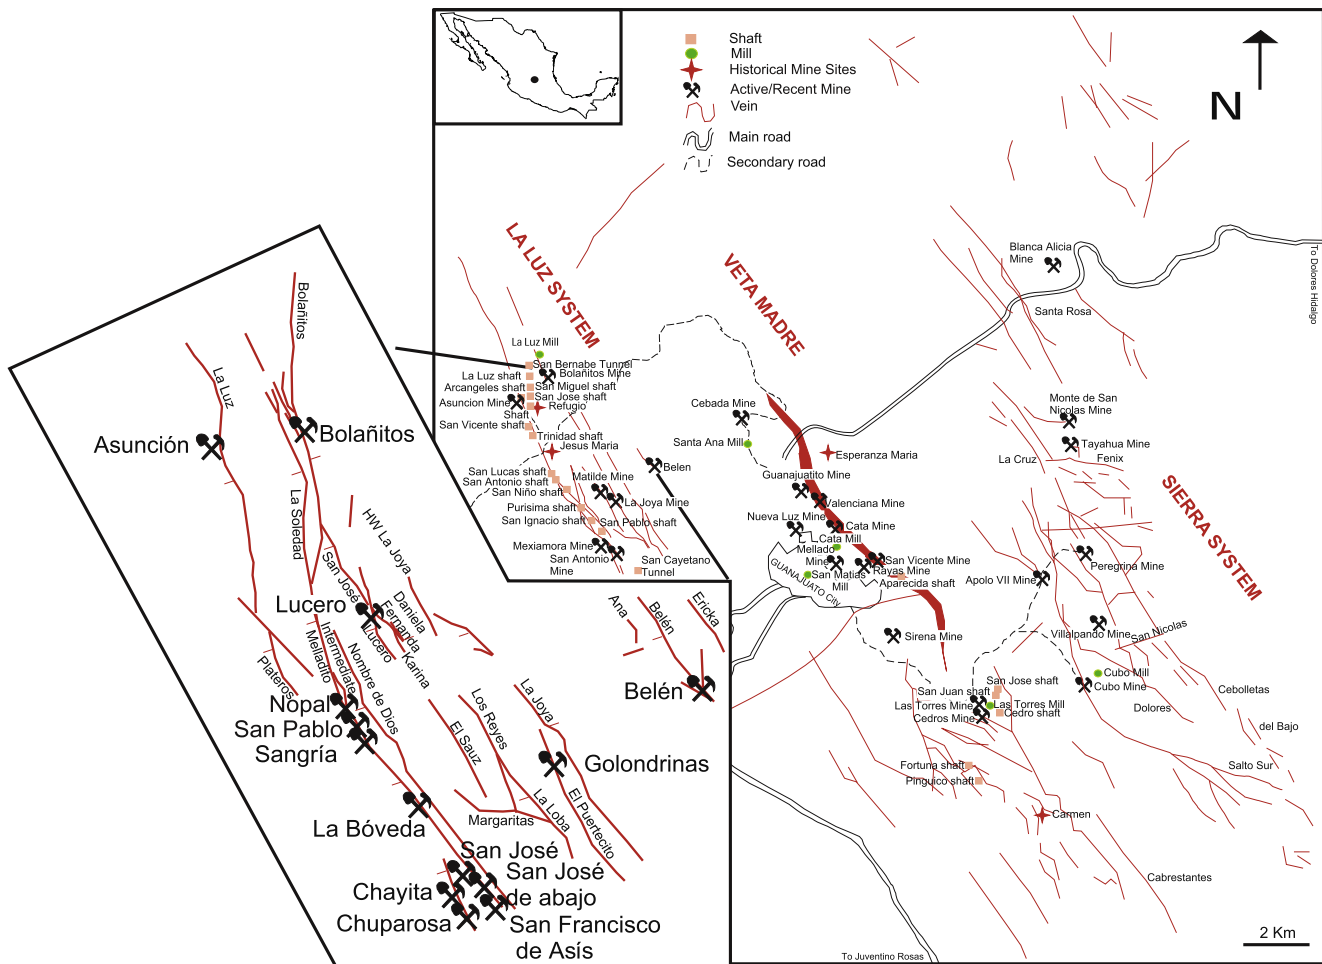 Shaft
Mill
Historical Mine Sites
Active/Recent Mine
Vein
Main road
Secondary road
N
LA LUZ SYSTEM
VETA MADRE
SIERRA SYSTEM
To Dolores Hidalgo
Blanca Alicia
Mine
Santa Rosa
La Luz Mill
San Bernabe Tunnel
La Luz shaft
Bolañitos Mine
Arcangeles shaft
San Miguel shaft
San Jose shaft
Asuncion Mine
Refugio
Shaft
San Vicente shaft
Trinidad shaft
Jesus Maria
San Lucas shaft
San Antonio shaft
San Niño shaft
Matilde Mine
Belen
La Joya Mine
Purisima shaft
San Ignacio shaft
San Pablo shaft
Mexiamora Mine
San Antonio
Mine
San Cayetano
Tunnel
Cebada Mine
Santa Ana Mill
Esperanza Maria
Guanajuatito Mine
Valenciana Mine
Nueva Luz Mine
Cata Mine
Cata Mill
Mellado
Mine
San Vicente Mine
Rayas Mine
Aparecida shaft
San Matias
Mill
GUANAJUATO City
Sirena Mine
Monte de San
Nicolas Mine
Tayahua Mine
La Cruz
Fenix
Peregrina Mine
Apolo VII Mine
Villalpando Mine
San Nicolas
Cubo Mill
Cubo Mine
Cebolletas
Dolores
del Bajo
Salto Sur
San Jose shaft
San Juan shaft
Las Torres Mine
Las Torres Mill
Cedros Mine
Cedro shaft
Fortuna shaft
Pinguico shaft
Carmen
Cabrestantes
2 Km
To Juventino Rosas
Bolañitos
La Luz
Asunción
Bolañitos
La Soledad
HW La Joya
San José
Lucero
Fernanda
Daniela
Lucero
Karina
Plateros
Melladito
Intermediate
Nombre de Dios
Nopal
San Pablo
Sangría
Ana
Belén
Ericka
Belén
El Sauz
Los Reyes
La Joya
Golondrinas
La Loba
El Puertecito
Margaritas
La Bóveda
San José
San José
de abajo
Chayita
Chuparosa
San Francisco
de Asís